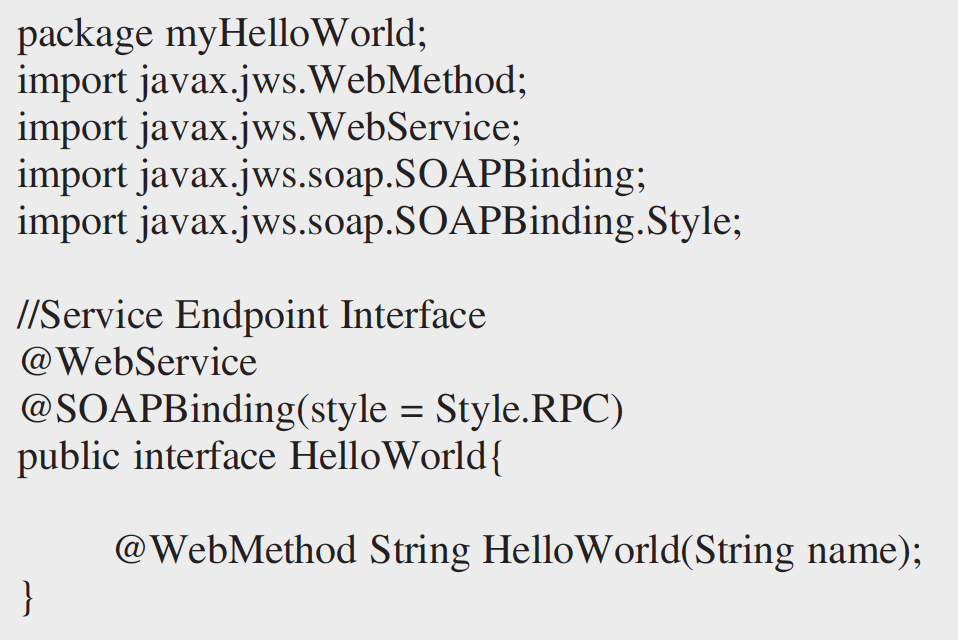 package myHelloWorld;
import javax.jws.WebMethod;
import javax.jws.WebService;
import javax.jws.soap.SOAPBinding;
import javax.jws.soap.SOAPBinding.Style;

//Service Endpoint Interface
@WebService
@SOAPBinding(style = Style.RPC)
public interface HelloWorld{

@WebMethod String HelloWorld(String name);
}